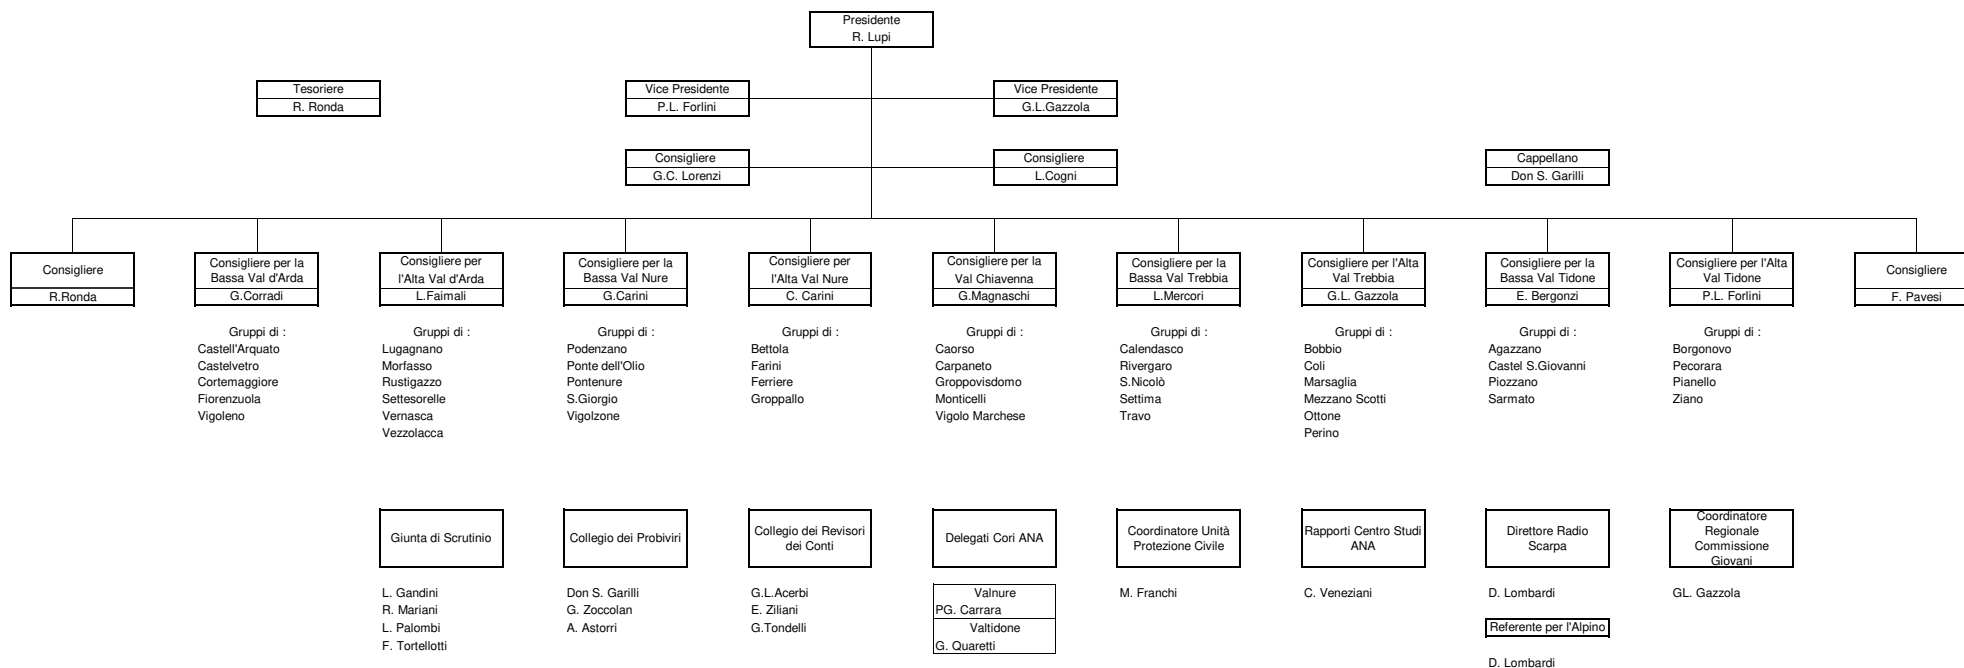 Presidente
R. Lupi
Tesoriere
R. Ronda
Vice Presidente
P.L. Forlini
Vice Presidente
G.L.Gazzola
Consigliere
G.C. Lorenzi
Consigliere
L.Cogni
Cappellano
Don S. Garilli
Consigliere
R.Ronda
Consigliere per la
Bassa Val d'Arda
G.Corradi
Gruppi di :
Castell'Arquato
Castelvetro
Cortemaggiore
Fiorenzuola
Vigoleno
Consigliere per
l'Alta Val d'Arda
L.Faimali
Gruppi di :
Lugagnano
Morfasso
Rustigazzo
Settesorelle
Vernasca
Vezzolacca
Consigliere per la
Bassa Val Nure
G.Carini
Gruppi di :
Podenzano
Ponte dell'Olio
Pontenure
S.Giorgio
Vigolzone
Consigliere per
l'Alta Val Nure
C. Carini
Gruppi di :
Bettola
Farini
Ferriere
Groppallo
Consigliere per la
Val Chiavenna
G.Magnaschi
Gruppi di :
Caorso
Carpaneto
Groppovisdomo
Monticelli
Vigolo Marchese
Consigliere per la
Bassa Val Trebbia
L.Mercori
Gruppi di :
Calendasco
Rivergaro
S.Nicolò
Settima
Travo
Consigliere per l'Alta
Val Trebbia
G.L. Gazzola
Gruppi di :
Bobbio
Coli
Marsaglia
Mezzano Scotti
Ottone
Perino
Consigliere per la
Bassa Val Tidone
E. Bergonzi
Gruppi di :
Agazzano
Castel S.Giovanni
Piozzano
Sarmato
Consigliere per l'Alta
Val Tidone
P.L. Forlini
Gruppi di :
Borgonovo
Pecorara
Pianello
Ziano
Consigliere
F. Pavesi
Giunta di Scrutinio
L. Gandini
R. Mariani
L. Palombi
F. Tortellotti
Collegio dei Probiviri
Don S. Garilli
G. Zoccolan
A. Astorri
Collegio dei Revisori
dei Conti
G.L.Acerbi
E. Ziliani
G.Tondelli
Delegati Cori ANA
Valnure
PG. Carrara
Valtidone
G. Quaretti
Coordinatore Unità
Protezione Civile
M. Franchi
Rapporti Centro Studi
ANA
C. Veneziani
Direttore Radio
Scarpa
D. Lombardi
Referente per l'Alpino
D. Lombardi
Coordinatore
Regionale
Commissione
Giovani
GL. Gazzola